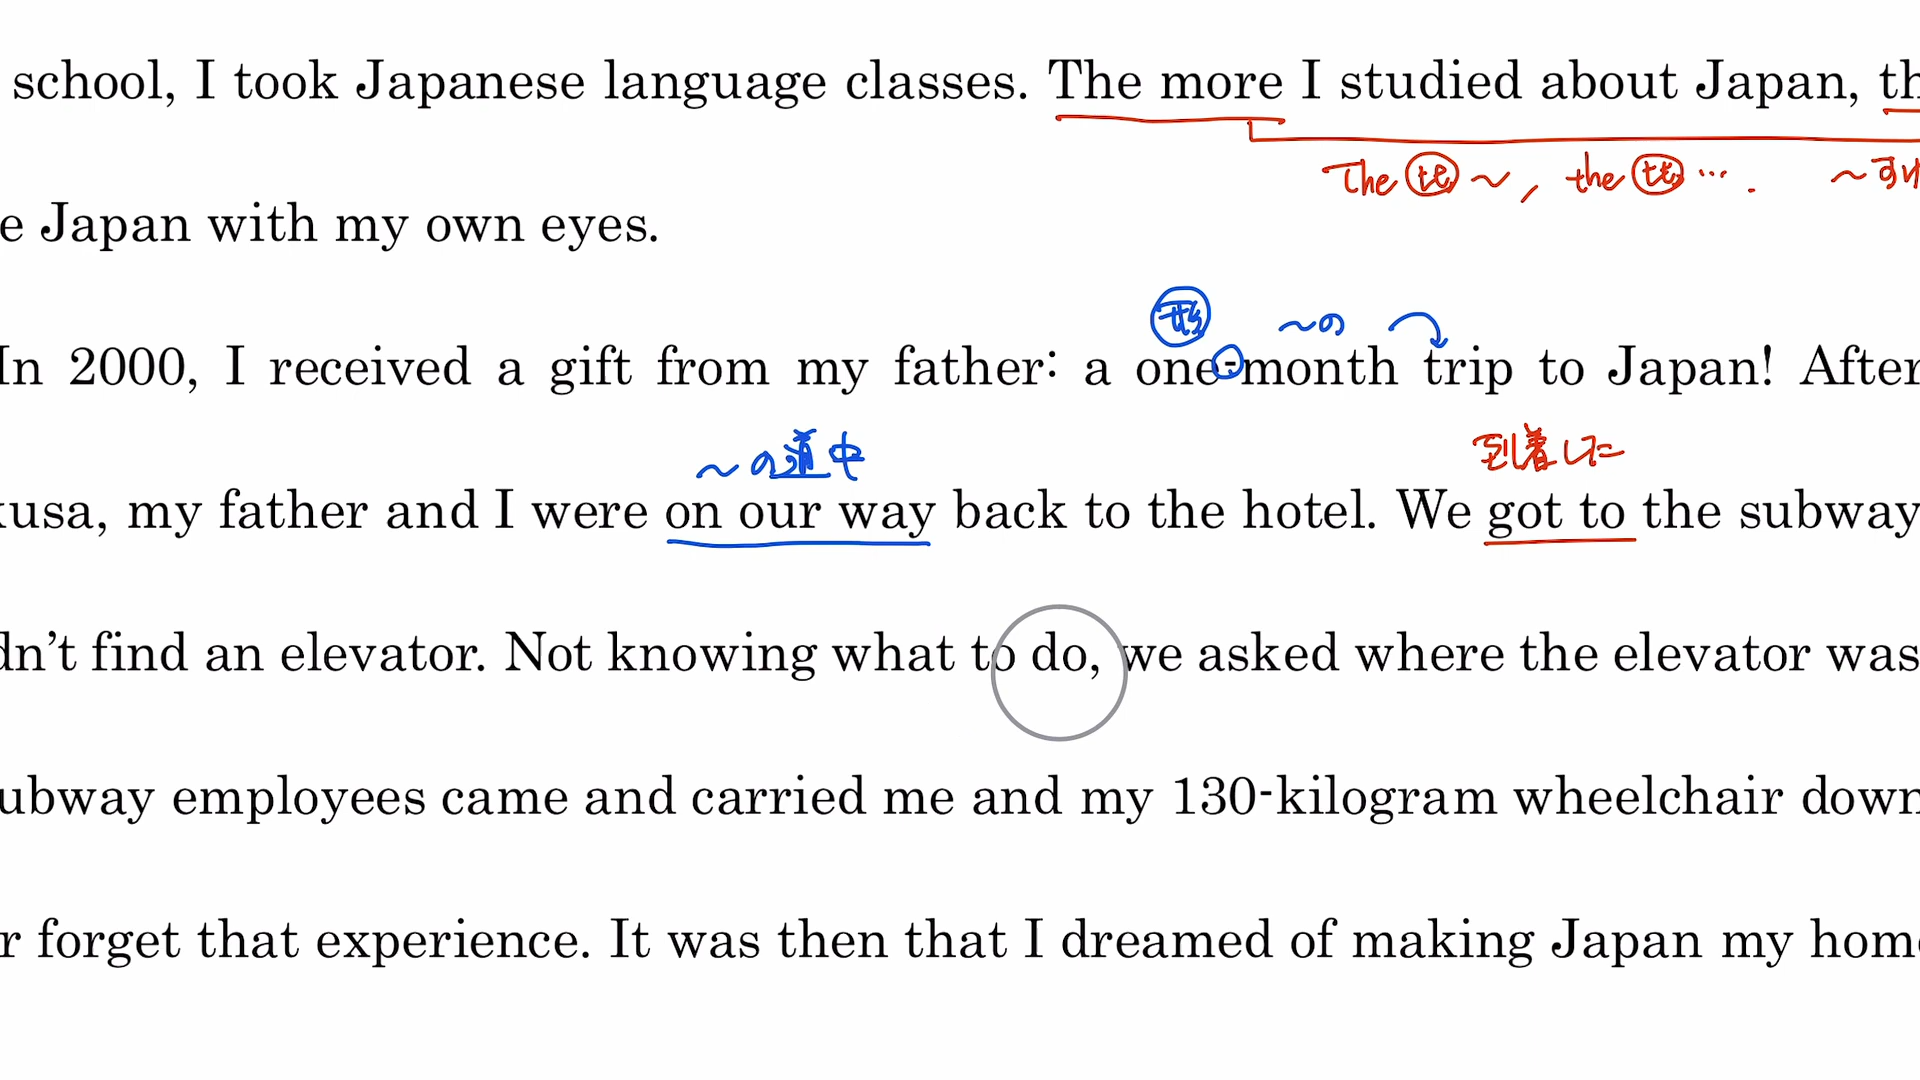 school, I took Japanese language classes. The more I studied about Japan, th
The 比 ～, the 比 … . ～すれ
e Japan with my own eyes.
形 ～の
In 2000, I received a gift from my father: a one-month trip to Japan! After
～の道中 到着した
kusa, my father and I were on our way back to the hotel. We got to the subway
dn’t find an elevator. Not knowing what to do, we asked where the elevator was
ubway employees came and carried me and my 130-kilogram wheelchair down
r forget that experience. It was then that I dreamed of making Japan my home